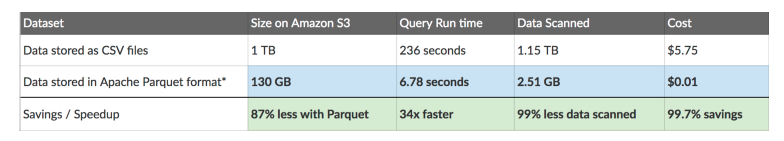 Dataset Size on Amazon S3 Query Run time Data Scanned Cost
Data stored as CSV files 1 TB 236 seconds 1.15 TB $5.75
Data stored in Apache Parquet format* 130 GB 6.78 seconds 2.51 GB $0.01
Savings / Speedup 87% less with Parquet 34x faster 99% less data scanned 99.7% savings